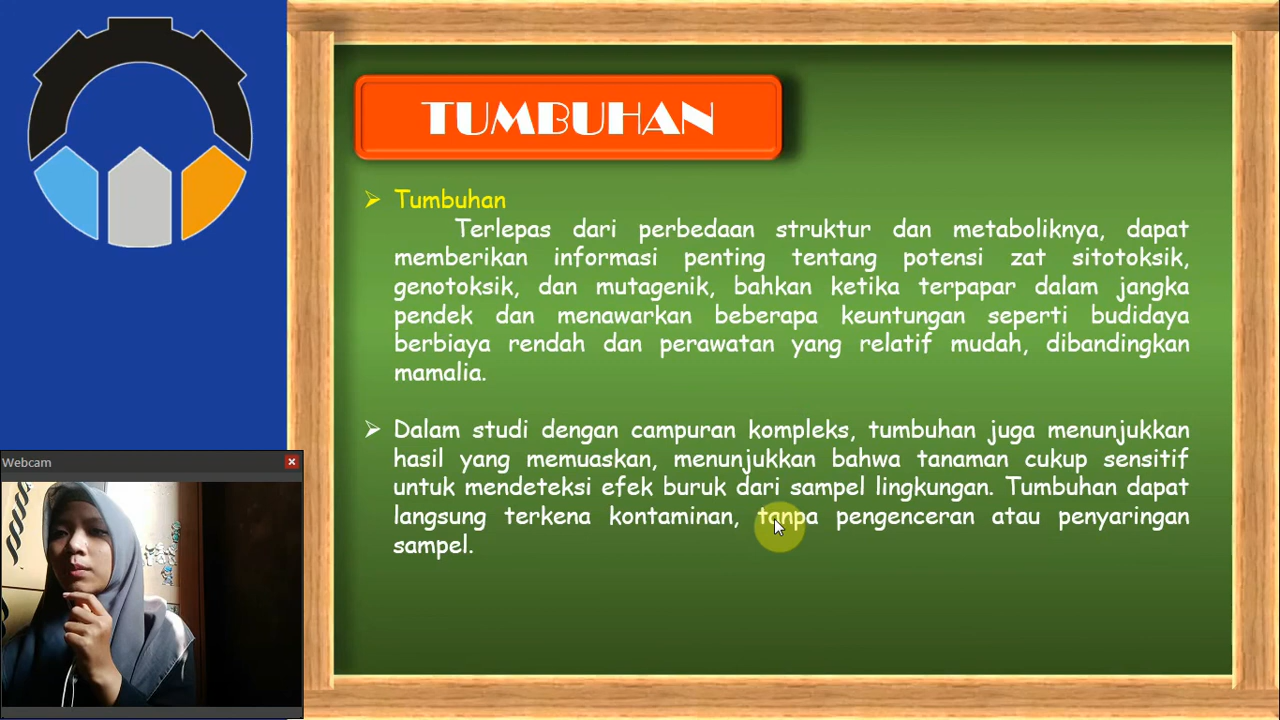 TUMBUHAN
➢ Tumbuhan
Terlepas dari perbedaan struktur dan metaboliknya, dapat
memberikan informasi penting tentang potensi zat sitotoksik,
genotoksik, dan mutagenik, bahkan ketika terpapar dalam jangka
pendek dan menawarkan beberapa keuntungan seperti budidaya
berbiaya rendah dan perawatan yang relatif mudah, dibandingkan
mamalia.
➢ Dalam studi dengan campuran kompleks, tumbuhan juga menunjukkan
hasil yang memuaskan, menunjukkan bahwa tanaman cukup sensitif
untuk mendeteksi efek buruk dari sampel lingkungan. Tumbuhan dapat
langsung terkena kontaminan, tanpa pengenceran atau penyaringan
sampel.
Webcam